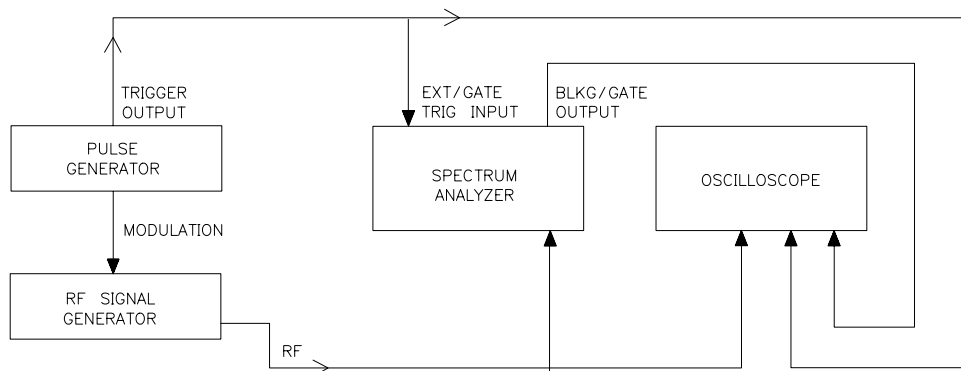 TRIGGER
OUTPUT
EXT/GATE
TRIG INPUT
BLKG/GATE
OUTPUT
PULSE
GENERATOR
SPECTRUM
ANALYZER
OSCILLOSCOPE
MODULATION
RF SIGNAL
GENERATOR
RF